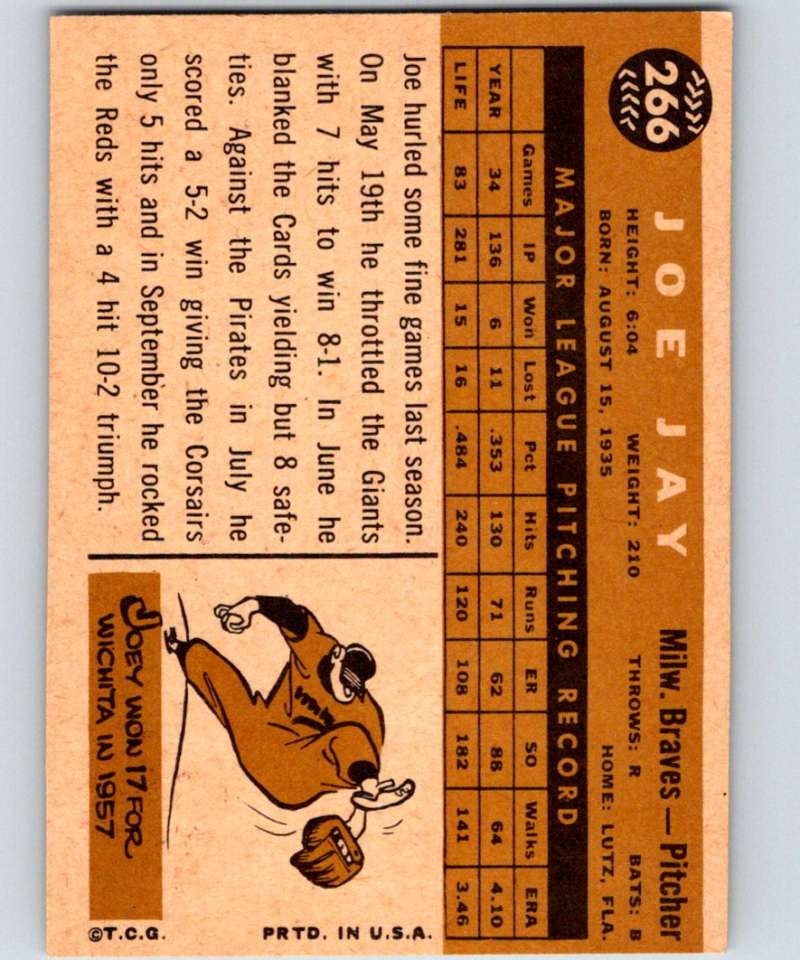 266
JOE JAY
Milw. Braves — Pitcher
HEIGHT: 6:04 WEIGHT: 210 THROWS: R BATS: B
BORN: AUGUST 15, 1935 HOME: LUTZ, FLA.
MAJOR LEAGUE PITCHING RECORD
Games IP Won Lost Pct Hits Runs ER SO Walks ERA
YEAR 34 136 6 11 .353 130 71 62 88 64 4.10
LIFE 83 281 15 16 .484 240 120 108 182 141 3.46
Joe hurled some fine games last season.
On May 19th he throttled the Giants
with 7 hits to win 8-1. In June he
blanked the Cards yielding but 8 safe-
ties. Against the Pirates in July he
scored a 5-2 win giving the Corsairs
only 5 hits and in September he rocked
the Reds with a 4 hit 10-2 triumph.
JOEY WON 17 FOR
WICHITA IN 1957
©T.C.G. PRTD. IN U.S.A.